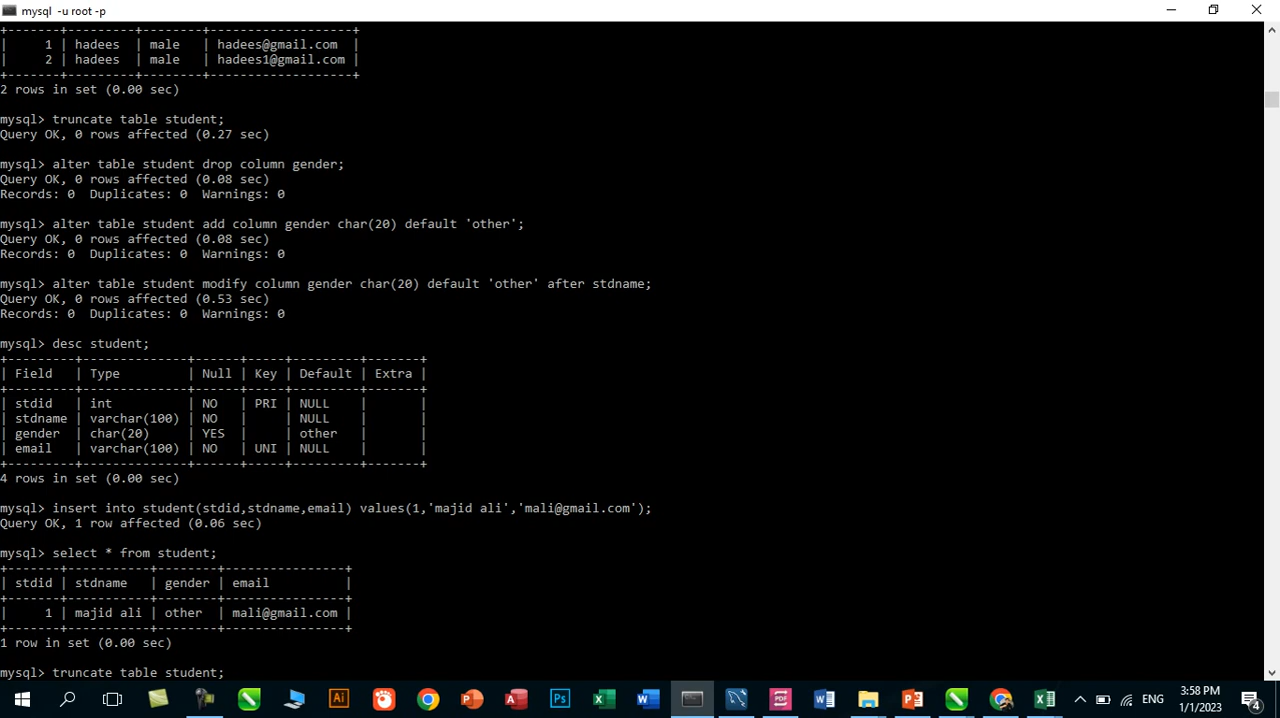 mysql  -u root -p
+-------+---------+--------+-------------------+
|     1 | hadees  | male   | hadees@gmail.com  |
|     2 | hadees  | male   | hadees1@gmail.com |
+-------+---------+--------+-------------------+
2 rows in set (0.00 sec)
mysql> truncate table student;
Query OK, 0 rows affected (0.27 sec)
mysql> alter table student drop column gender;
Query OK, 0 rows affected (0.08 sec)
Records: 0  Duplicates: 0  Warnings: 0
mysql> alter table student add column gender char(20) default 'other';
Query OK, 0 rows affected (0.08 sec)
Records: 0  Duplicates: 0  Warnings: 0
mysql> alter table student modify column gender char(20) default 'other' after stdname;
Query OK, 0 rows affected (0.53 sec)
Records: 0  Duplicates: 0  Warnings: 0
mysql> desc student;
+---------+--------------+------+-----+---------+-------+
| Field   | Type         | Null | Key | Default | Extra |
+---------+--------------+------+-----+---------+-------+
| stdid   | int          | NO   | PRI | NULL    |       |
| stdname | varchar(100) | NO   |     | NULL    |       |
| gender  | char(20)     | YES  |     | other   |       |
| email   | varchar(100) | NO   | UNI | NULL    |       |
+---------+--------------+------+-----+---------+-------+
4 rows in set (0.00 sec)
mysql> insert into student(stdid,stdname,email) values(1,'majid ali','mali@gmail.com');
Query OK, 1 row affected (0.06 sec)
mysql> select * from student;
+-------+-----------+--------+----------------+
| stdid | stdname   | gender | email          |
+-------+-----------+--------+----------------+
|     1 | majid ali | other  | mali@gmail.com |
+-------+-----------+--------+----------------+
1 row in set (0.00 sec)
mysql> truncate table student;
Ai
Ps
PDF
ENG
3:58 PM
1/1/2023
4